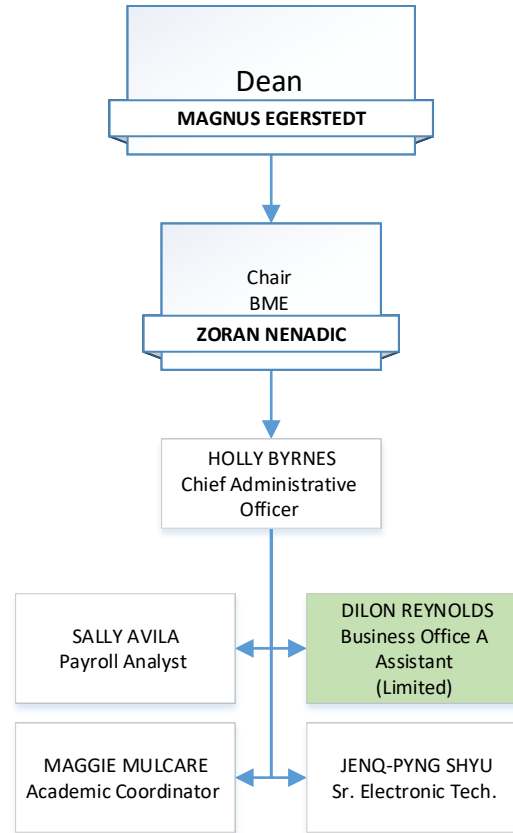 Dean
MAGNUS EGERSTEDT
Chair
BME
ZORAN NENADIC
HOLLY BYRNES
Chief Administrative
Officer
SALLY AVILA
Payroll Analyst
DILON REYNOLDS
Business Office A
Assistant
(Limited)
MAGGIE MULCARE
Academic Coordinator
JENQ-PYNG SHYU
Sr. Electronic Tech.